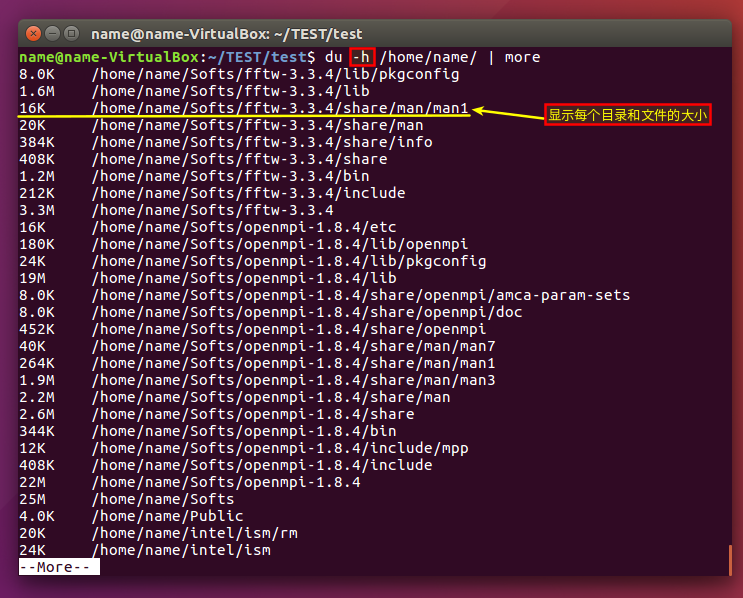 name@name-VirtualBox: ~/TEST/test
name@name-VirtualBox:~/TEST/test$ du -h /home/name/ | more
8.0K    /home/name/Softs/fftw-3.3.4/lib/pkgconfig
1.6M    /home/name/Softs/fftw-3.3.4/lib
16K     /home/name/Softs/fftw-3.3.4/share/man/man1
显示每个目录和文件的大小
20K     /home/name/Softs/fftw-3.3.4/share/man
384K    /home/name/Softs/fftw-3.3.4/share/info
408K    /home/name/Softs/fftw-3.3.4/share
1.2M    /home/name/Softs/fftw-3.3.4/bin
212K    /home/name/Softs/fftw-3.3.4/include
3.3M    /home/name/Softs/fftw-3.3.4
16K     /home/name/Softs/openmpi-1.8.4/etc
180K    /home/name/Softs/openmpi-1.8.4/lib/openmpi
24K     /home/name/Softs/openmpi-1.8.4/lib/pkgconfig
19M     /home/name/Softs/openmpi-1.8.4/lib
8.0K    /home/name/Softs/openmpi-1.8.4/share/openmpi/amca-param-sets
8.0K    /home/name/Softs/openmpi-1.8.4/share/openmpi/doc
452K    /home/name/Softs/openmpi-1.8.4/share/openmpi
40K     /home/name/Softs/openmpi-1.8.4/share/man/man7
264K    /home/name/Softs/openmpi-1.8.4/share/man/man1
1.9M    /home/name/Softs/openmpi-1.8.4/share/man/man3
2.2M    /home/name/Softs/openmpi-1.8.4/share/man
2.6M    /home/name/Softs/openmpi-1.8.4/share
344K    /home/name/Softs/openmpi-1.8.4/bin
12K     /home/name/Softs/openmpi-1.8.4/include/mpp
408K    /home/name/Softs/openmpi-1.8.4/include
22M     /home/name/Softs/openmpi-1.8.4
25M     /home/name/Softs
4.0K    /home/name/Public
20K     /home/name/intel/ism/rm
24K     /home/name/intel/ism
--More--